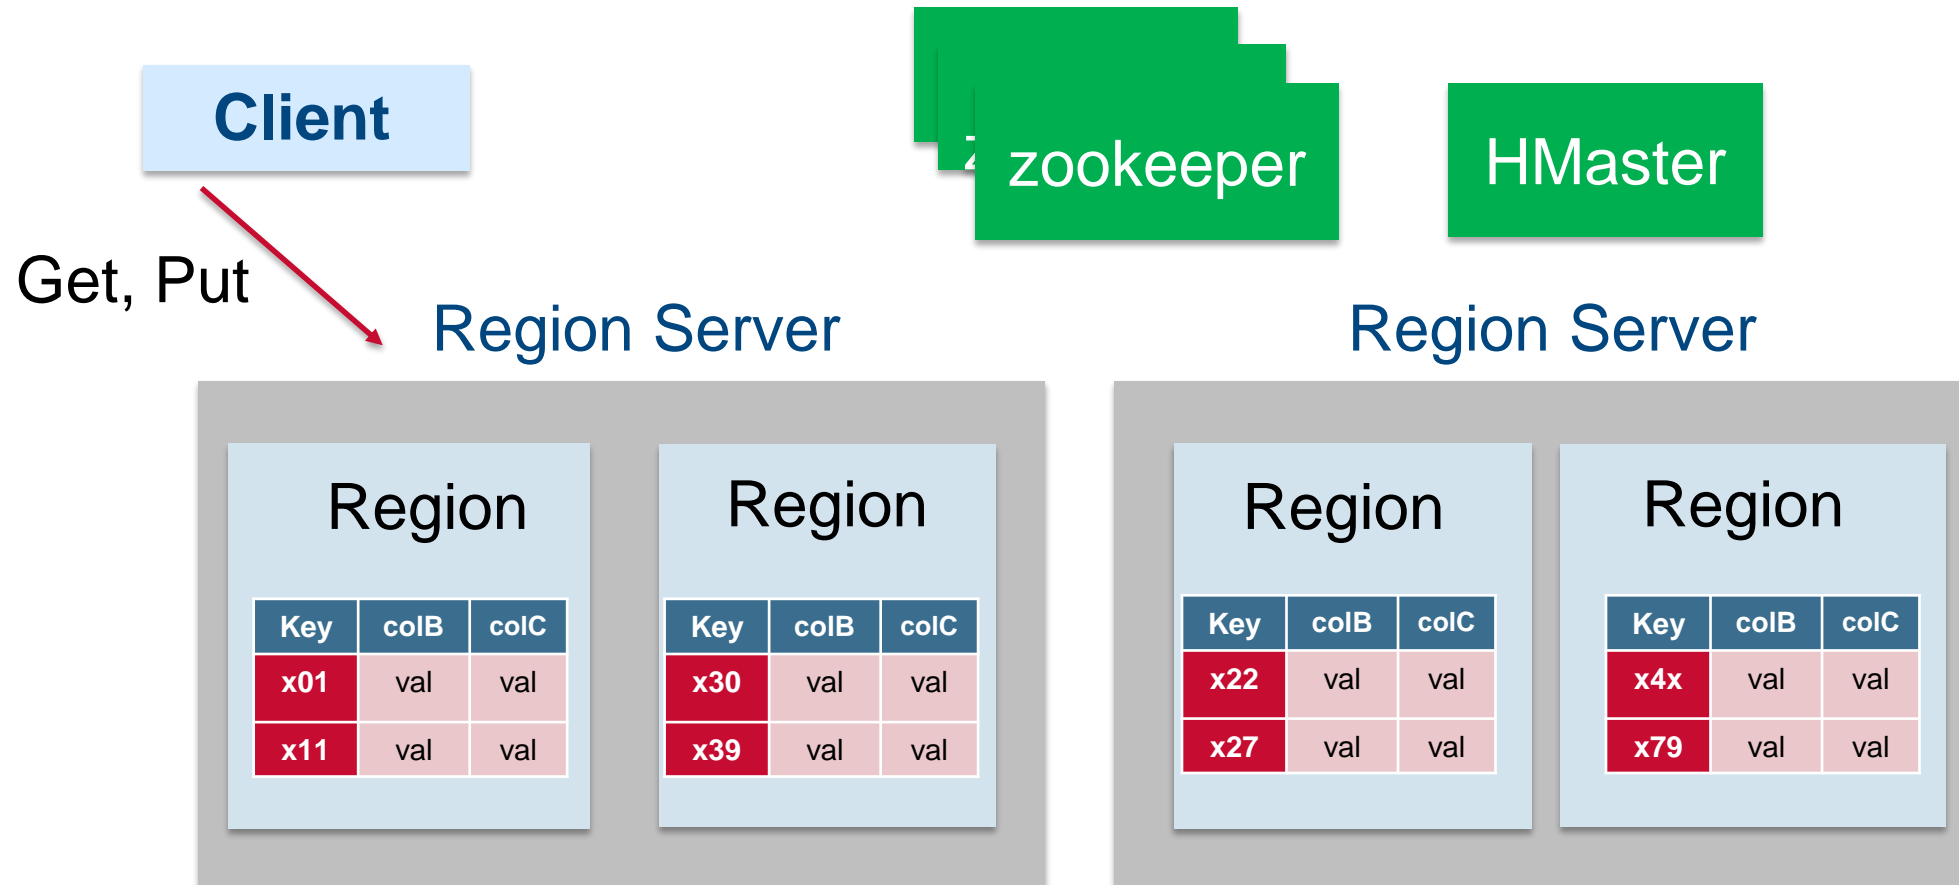 Client
zookeeper
HMaster
Get, Put
Region Server
Region Server
Region
Region
Region
Region
Key colB colC
x01 val val
x11 val val
Key colB colC
x30 val val
x39 val val
Key colB colC
x22 val val
x27 val val
Key colB colC
x4x val val
x79 val val